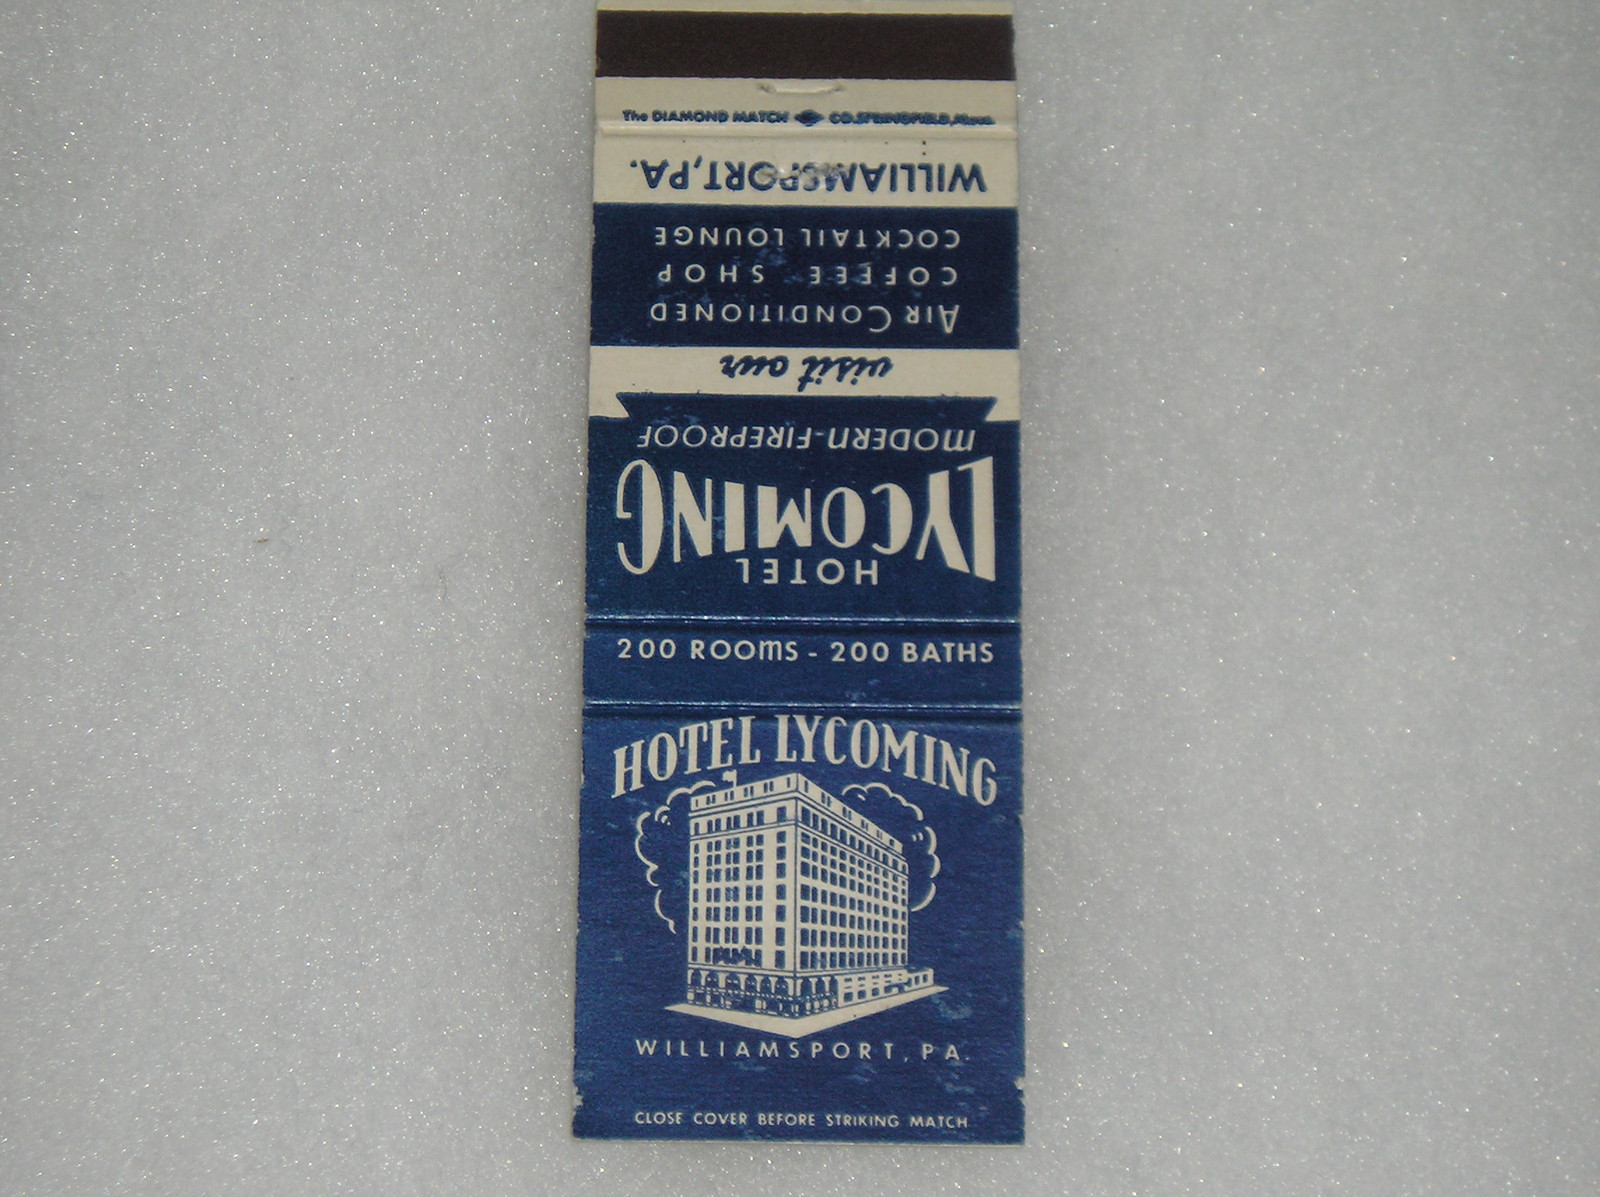 The DIAMOND MATCH CO. SPRINGFIELD, Mass.
WILLIAMSPORT, PA.
COCKTAIL LOUNGE
COFFEE SHOP
AIR CONDITIONED
visit our
MODERN-FIREPROOF
LYCOMING
HOTEL
200 ROOMS - 200 BATHS
HOTEL LYCOMING
WILLIAMSPORT, PA.
CLOSE COVER BEFORE STRIKING MATCH